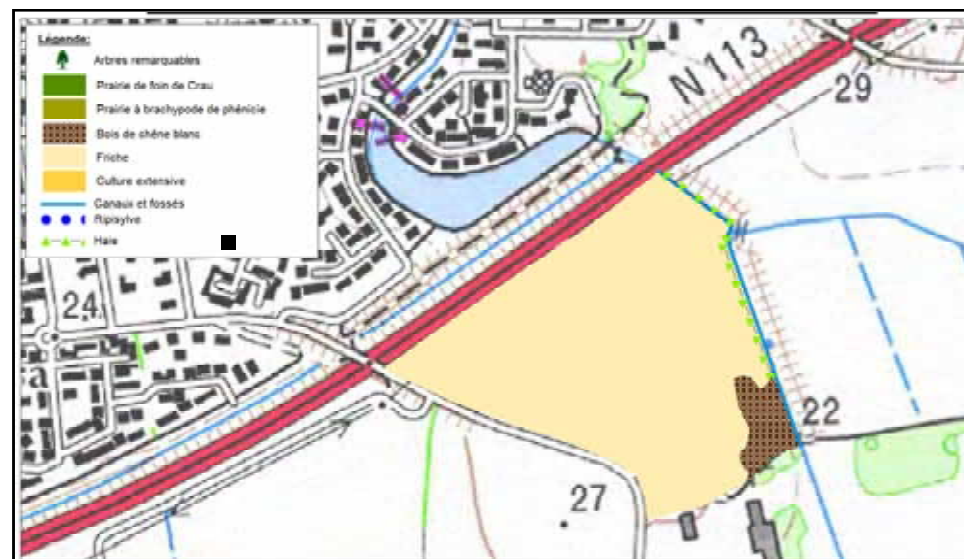 Légende:
Arbres remarquables
Prairie de foin de Crau
Prairie à brachypode de phénicie
Bois de chêne blanc
Friche
Culture extensive
Canaux et fossés
Ripisylve
Haie
N 113
29
24
22
27